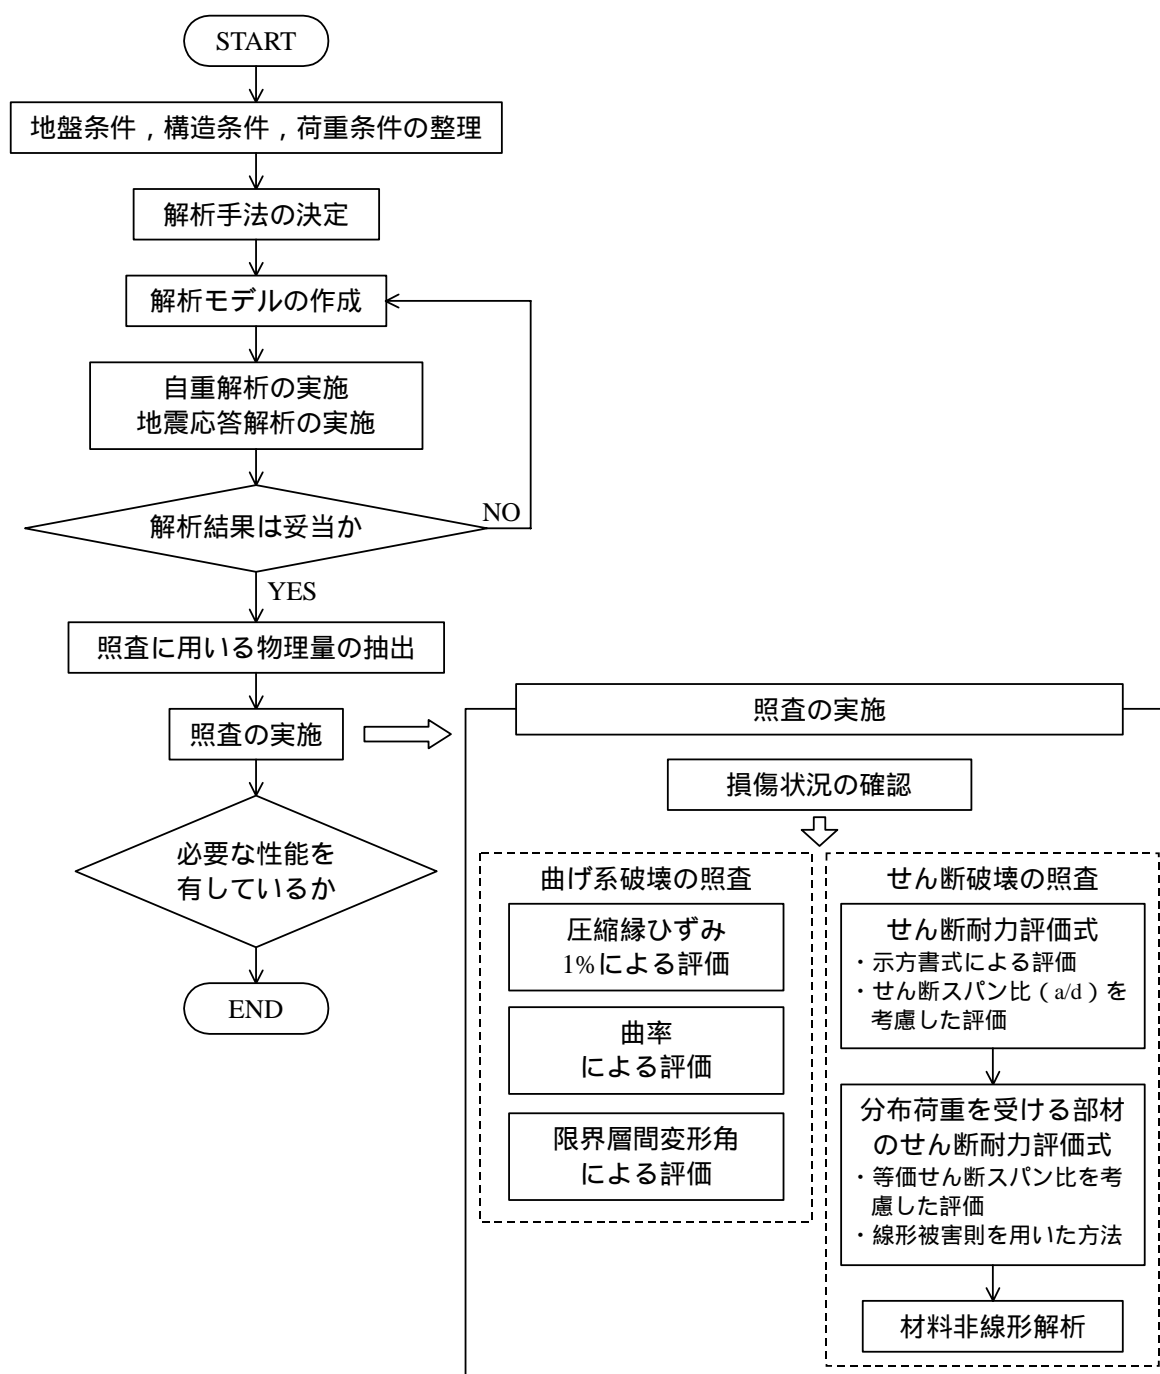 START
地盤条件，構造条件，荷重条件の整理
解析手法の決定
解析モデルの作成
自重解析の実施
地震応答解析の実施
解析結果は妥当か
NO
YES
照査に用いる物理量の抽出
照査の実施
必要な性能を
有しているか
END
照査の実施
損傷状況の確認
曲げ系破壊の照査
圧縮縁ひずみ
1%による評価
曲率
による評価
限界層間変形角
による評価
せん断破壊の照査
せん断耐力評価式
・示方書式による評価
・せん断スパン比（a/d）を
考慮した評価
分布荷重を受ける部材
のせん断耐力評価式
・等価せん断スパン比を考
慮した評価
・線形被害則を用いた方法
材料非線形解析